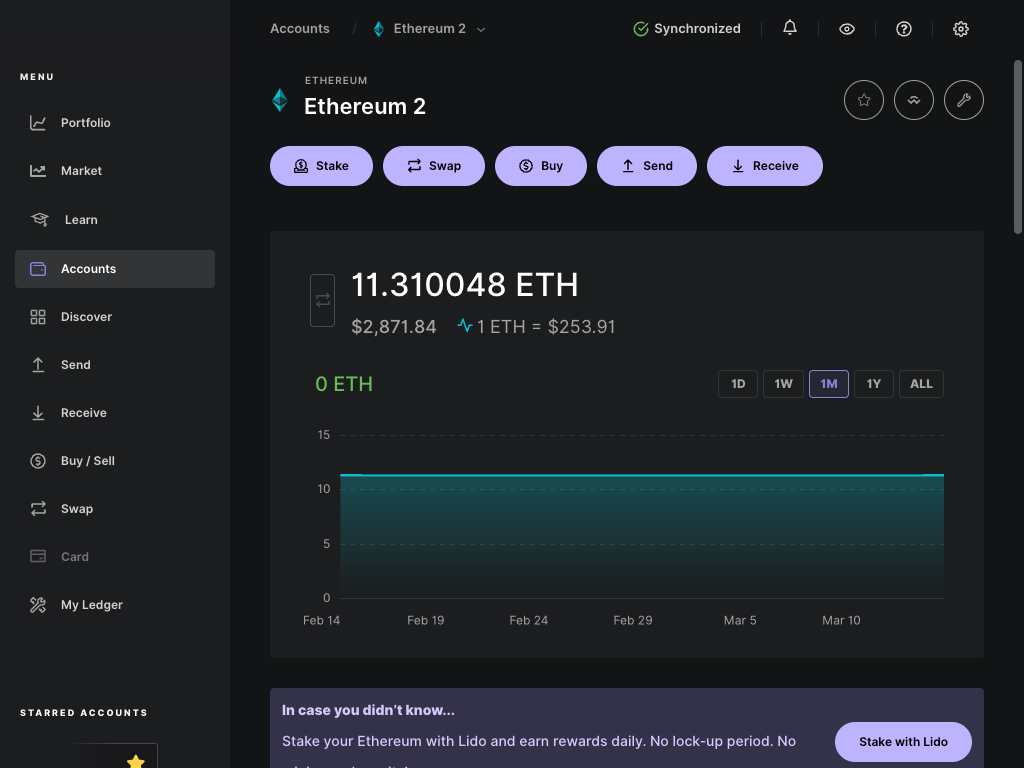 Accounts / Ethereum 2
Synchronized
MENU
Portfolio
Market
Learn
Accounts
Discover
Send
Receive
Buy / Sell
Swap
Card
My Ledger
STARRED ACCOUNTS
ETHEREUM
Ethereum 2
Stake Swap Buy Send Receive
11.310048 ETH
$2,871.84 1 ETH = $253.91
0 ETH
1D 1W 1M 1Y ALL
15
10
5
0
Feb 14 Feb 19 Feb 24 Feb 29 Mar 5 Mar 10
In case you didn't know...
Stake your Ethereum with Lido and earn rewards daily. No lock-up period. No
Stake with Lido